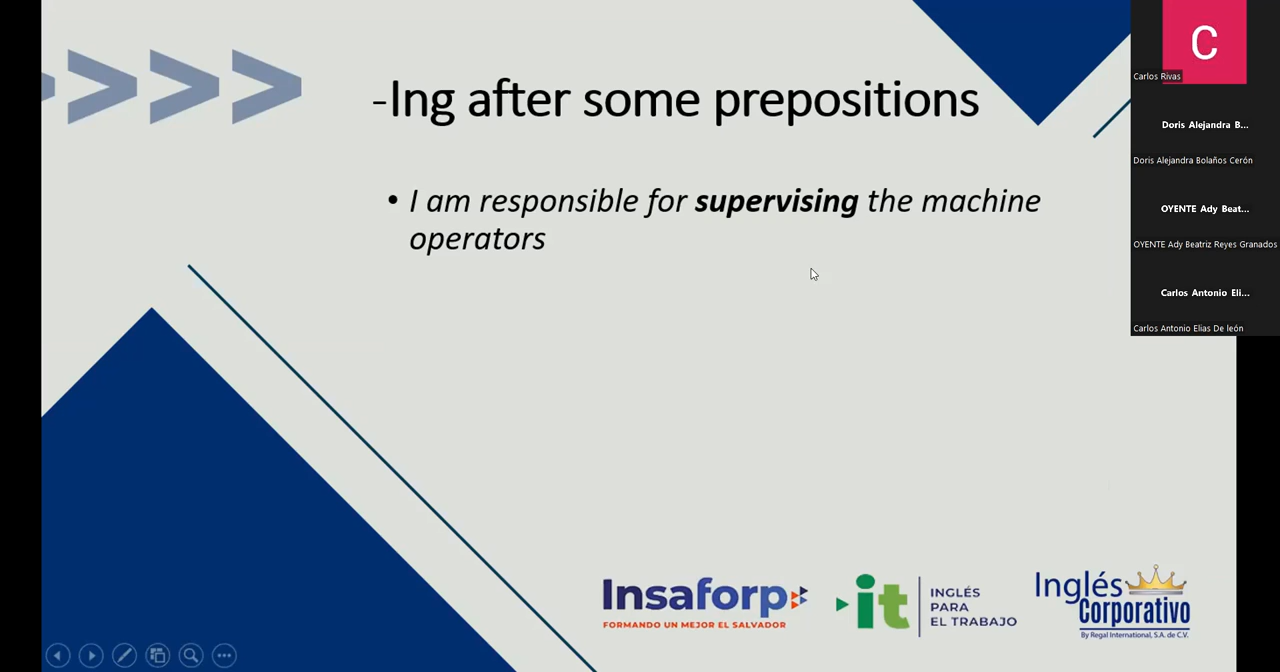 -Ing after some prepositions
• I am responsible for supervising the machine
operators
C
Carlos Rivas
Doris Alejandra B...
Doris Alejandra Bolaños Cerón
OYENTE Ady Beat...
OYENTE Ady Beatriz Reyes Granados
Carlos Antonio Eli...
Carlos Antonio Elias De león
Insaforp
FORMANDO UN MEJOR EL SALVADOR
it
INGLÉS
PARA
EL TRABAJO
Inglés
Corporativo
By Regal International, S.A. de C.V.